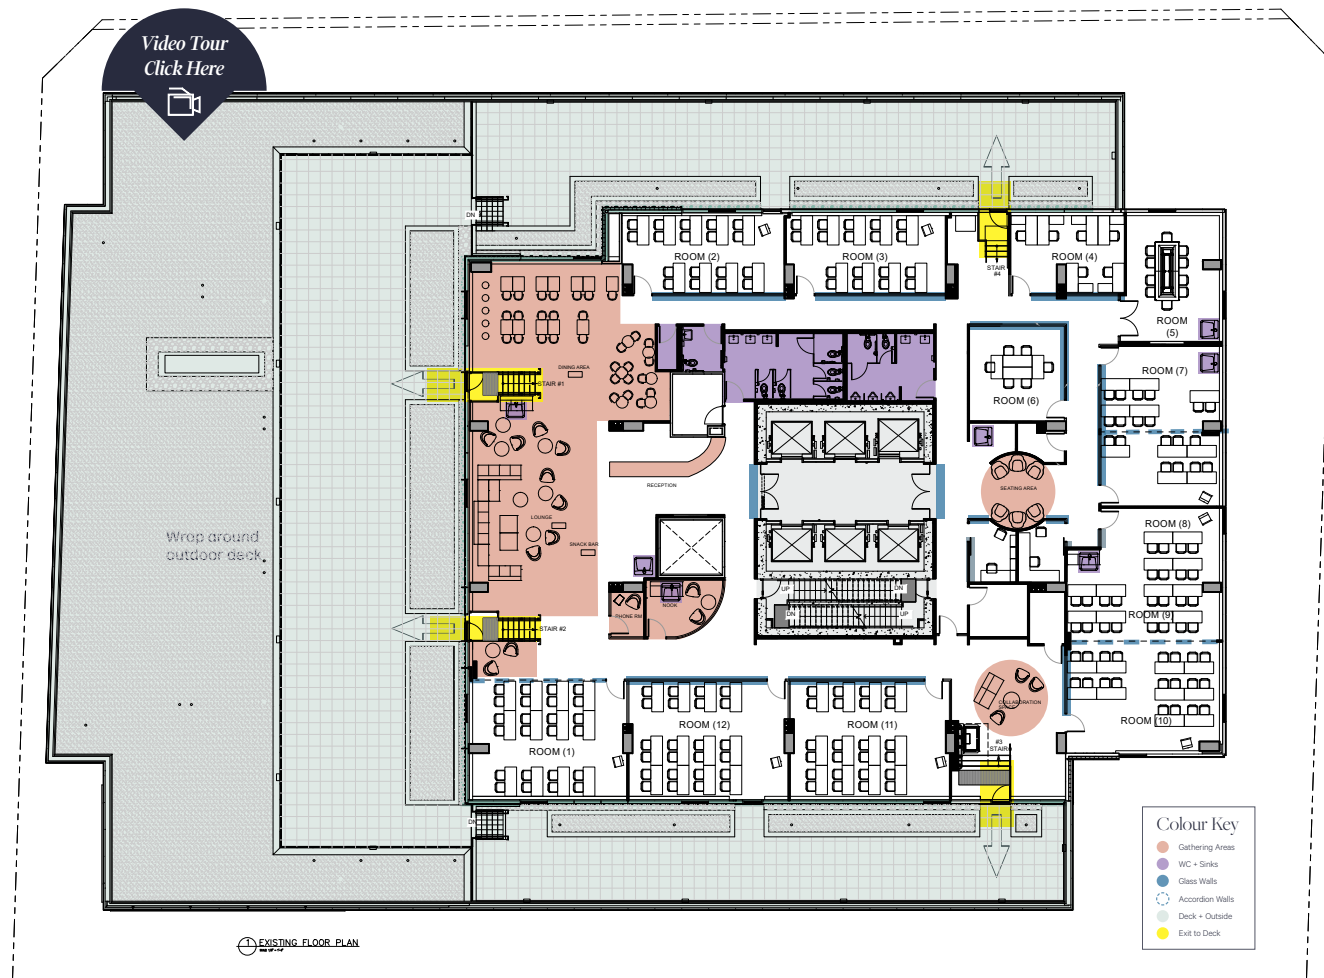 Video Tour
Click Here
DN
ROOM (2)
ROOM (3)
STAIR
#4
ROOM (4)
ROOM
(5)
DINING AREA
STAIR #1
ROOM (6)
ROOM (7)
RECEPTION
SEATING AREA
LOUNGE
SNACK BAR
ROOM (8)
Wrap around
outdoor deck
UP
DN
DN
UP
NOOK
PHONE RM
ROOM (9)
STAIR #2
COLLABORATION
ROOM (1)
ROOM (12)
ROOM (11)
ROOM (10)
#3
STAIR
DN
Colour Key
Gathering Areas
WC + Sinks
Glass Walls
Accordion Walls
Deck + Outside
Exit to Deck
1
EXISTING FLOOR PLAN